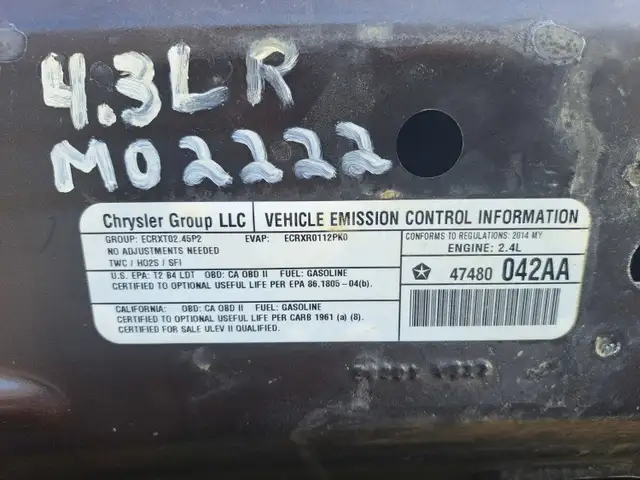 4.3L R
MO2222
Chrysler Group LLC VEHICLE EMISSION CONTROL INFORMATION
GROUP: ECRXT02.45P2 EVAP: ECRXR0112PK0
NO ADJUSTMENTS NEEDED
TWC / HO2S / SFI
CONFORMS TO REGULATIONS: 2014 MY
ENGINE: 2.4L
U.S. EPA: T2 B4 LDT OBD: CA OBD II FUEL: GASOLINE
CERTIFIED TO OPTIONAL USEFUL LIFE PER EPA 86.1805-04(b).
47480 042AA
CALIFORNIA: CA OBD II FUEL: GASOLINE
CERTIFIED TO OPTIONAL USEFUL LIFE PER CARB 1961 (a) (8).
CERTIFIED FOR SALE ULEV II QUALIFIED.